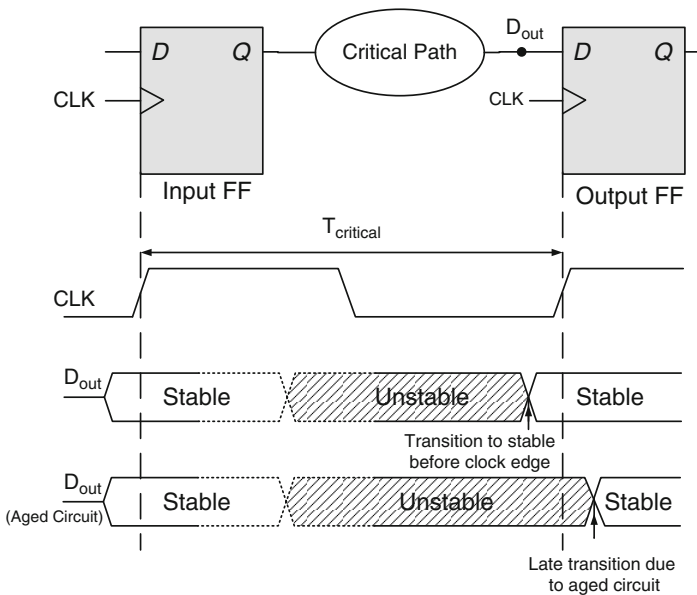 D_out
D Q Critical Path D Q
CLK CLK
Input FF Output FF
T_critical
CLK
D_out Stable Unstable Stable
Transition to stable
before clock edge
D_out Stable Unstable Stable
(Aged Circuit)
Late transition due
to aged circuit